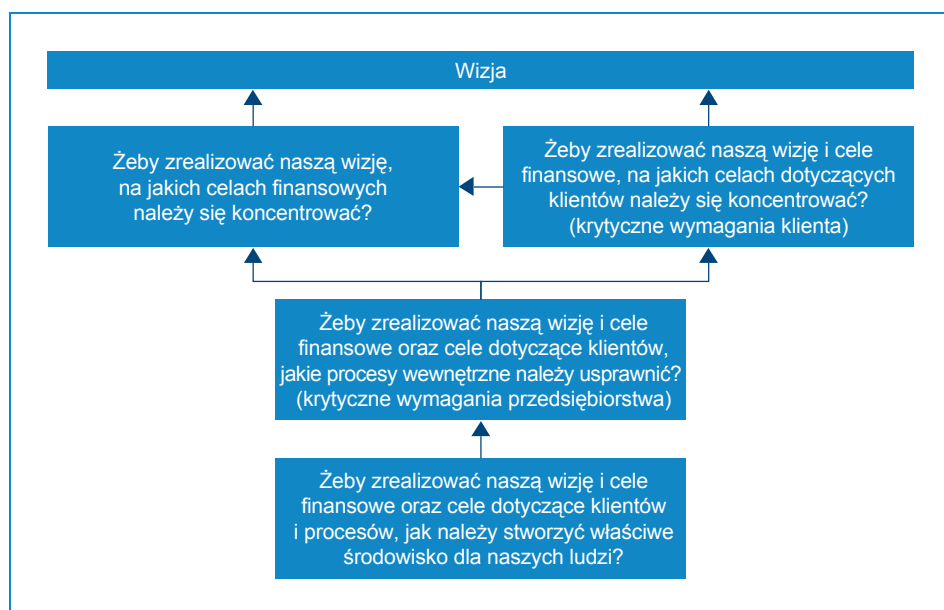 Wizja
Żeby zrealizować naszą wizję,
na jakich celach finansowych
należy się koncentrować?
Żeby zrealizować naszą wizję i cele
finansowe, na jakich celach dotyczących
klientów należy się koncentrować?
(krytyczne wymagania klienta)
Żeby zrealizować naszą wizję i cele
finansowe oraz cele dotyczące klientów,
jakie procesy wewnętrzne należy usprawnić?
(krytyczne wymagania przedsiębiorstwa)
Żeby zrealizować naszą wizję i cele
finansowe oraz cele dotyczące klientów
i procesów, jak należy stworzyć właściwe
środowisko dla naszych ludzi?